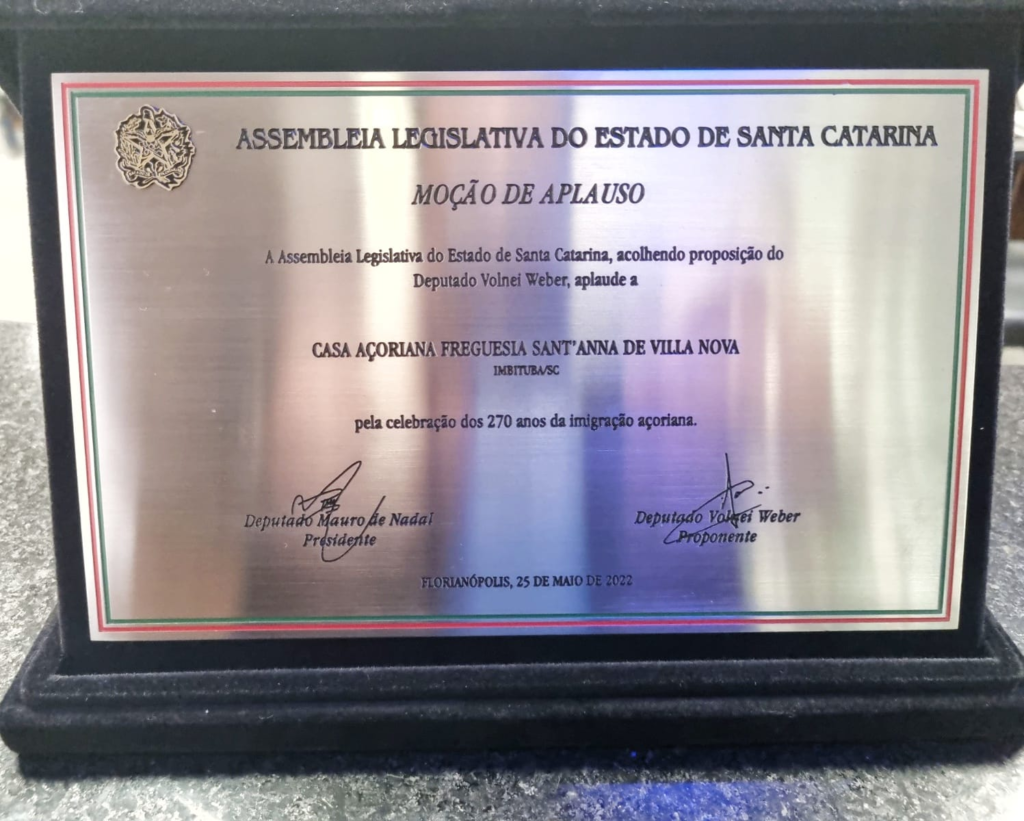 ASSEMBLEIA LEGISLATIVA DO ESTADO DE SANTA CATARINA
MOÇÃO DE APLAUSO
A Assembleia Legislativa do Estado de Santa Catarina, acolhendo proposição do
Deputado Volnei Weber, aplaude a
CASA AÇORIANA FREGUESIA SANT'ANNA DE VILLA NOVA
IMBITUBA/SC
pela celebração dos 270 anos da imigração açoriana.
Deputado Mauro de Nadal
Presidente
Deputado Volnei Weber
Proponente
FLORIANÓPOLIS, 25 DE MAIO DE 2022